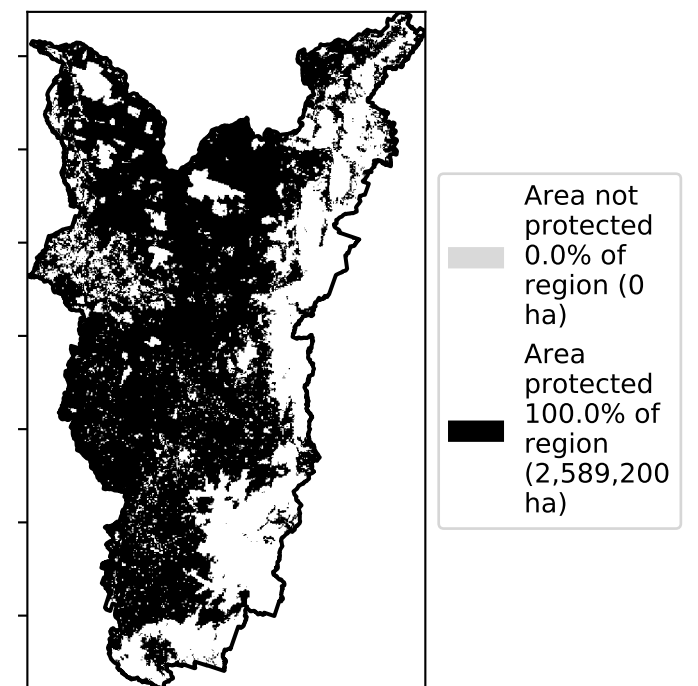 Area not
protected
0.0% of
region (0
ha)
Area
protected
100.0% of
region
(2,589,200
ha)